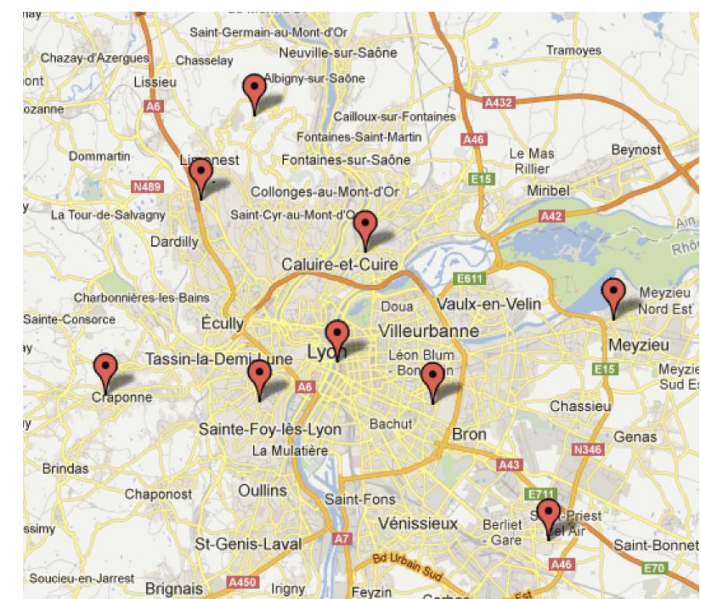 Saint-Germain-au-Mont-d'Or
Tramoyes
Neuville-sur-Saône
Chazay-d'Azergues
Chasselay
Albigny-sur-Saône
Lissieu
A6
A432
Cailloux-sur-Fontaines
Fontaines-Saint-Martin
A46
Dommartin
Fontaines-sur-Saône
Le Mas
Rillier
Beynost
E15
N489
Collonges-au-Mont-d'Or
Miribel
La Tour-de-Salvagny
Saint-Cyr-au-Mont-d'O
A42
Ain
Dardilly
Rhô
Caluire-et-Cuire
E611
Charbonnières-les-Bains
Doua
Vaulx-en-Velin
Meyzieu
Nord Est
Sainte-Consorce
Écully
Villeurbanne
Meyzieu
Lyon
Tassin-la-Demi-Lune
Léon Blum
E15
Meyzie
Sud Es
A6
Craponne
Chassieu
Sainte-Foy-lès-Lyon
Bachut
Bron
Genas
La Mulatière
N346
Brindas
A43
Oullins
Chaponost
E711
Saint-Fons
Vénissieux
Berliet
- Gare
el Air
St-Genis-Laval
A7
Saint-Bonnet
Bd Urbain Sud
A46
E70
Soucieu-en-Jarrest
A450
Brignais
Irigny
Feyzin
Est